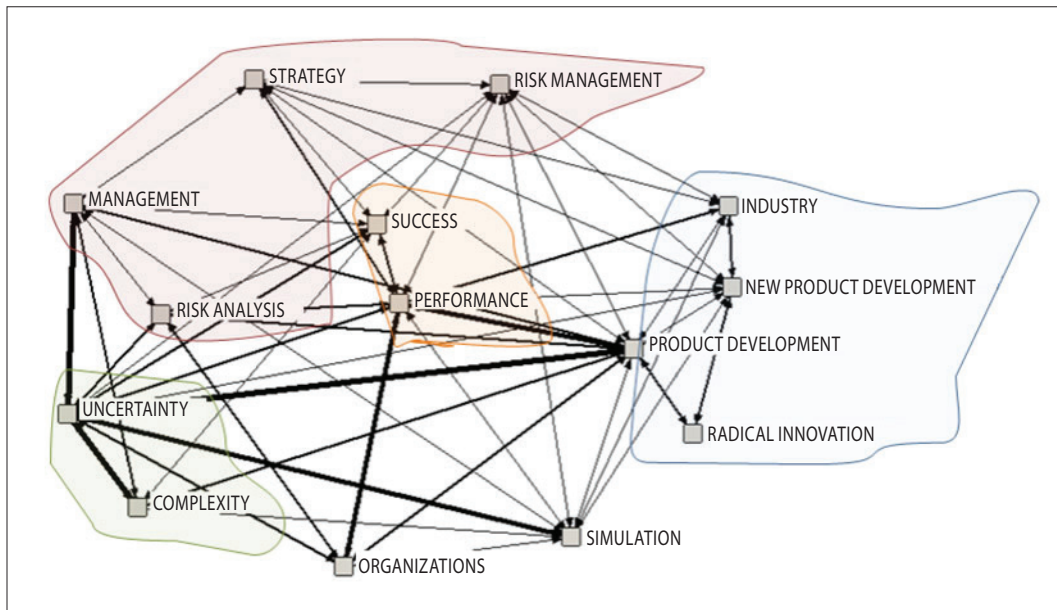 STRATEGY
RISK MANAGEMENT
MANAGEMENT
SUCCESS
INDUSTRY
RISK ANALYSIS
PERFORMANCE
NEW PRODUCT DEVELOPMENT
PRODUCT DEVELOPMENT
UNCERTAINTY
RADICAL INNOVATION
COMPLEXITY
SIMULATION
ORGANIZATIONS